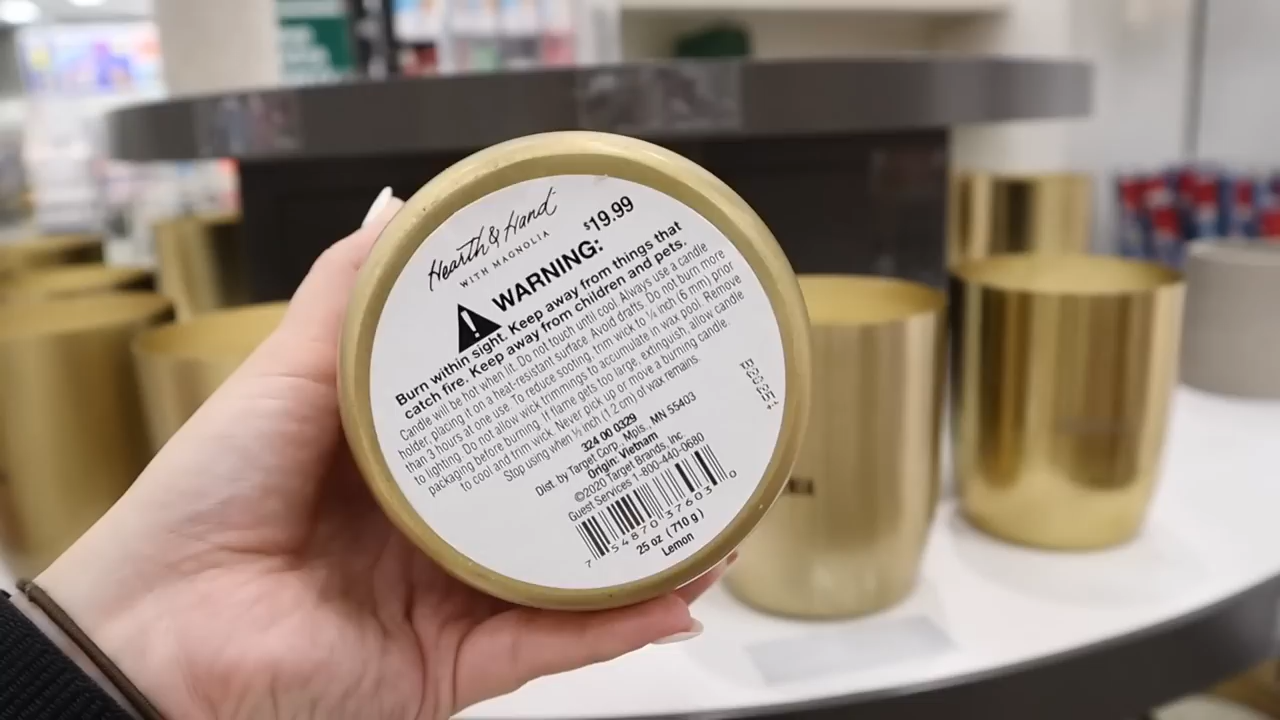 Hearth & Hand
WITH MAGNOLIA
$19.99
WARNING:
Burn within sight. Keep away from things that
catch fire. Keep away from children and pets.
Candle will be hot when lit. Do not touch until cool. Always use a candle
holder, placing it on a heat-resistant surface. Avoid drafts. Do not burn more
than 3 hours at one use. To reduce sooting, trim wick to ¼ inch (6 mm) prior
to lighting. Do not allow wick trimmings to accumulate in wax pool. Remove
packaging before burning. If flame gets too large, extinguish, allow candle
to cool and trim wick. Never pick up or move a burning candle.
Stop using when ½ inch (1.2 cm) of wax remains.
324 00 0329
Dist. by Target Corp., Mpls., MN 55403
Origin: Vietnam
©2020 Target Brands, Inc.
Guest Services 1-800-440-0680
7 54870 37603 0
25 oz (710 g)
Lemon